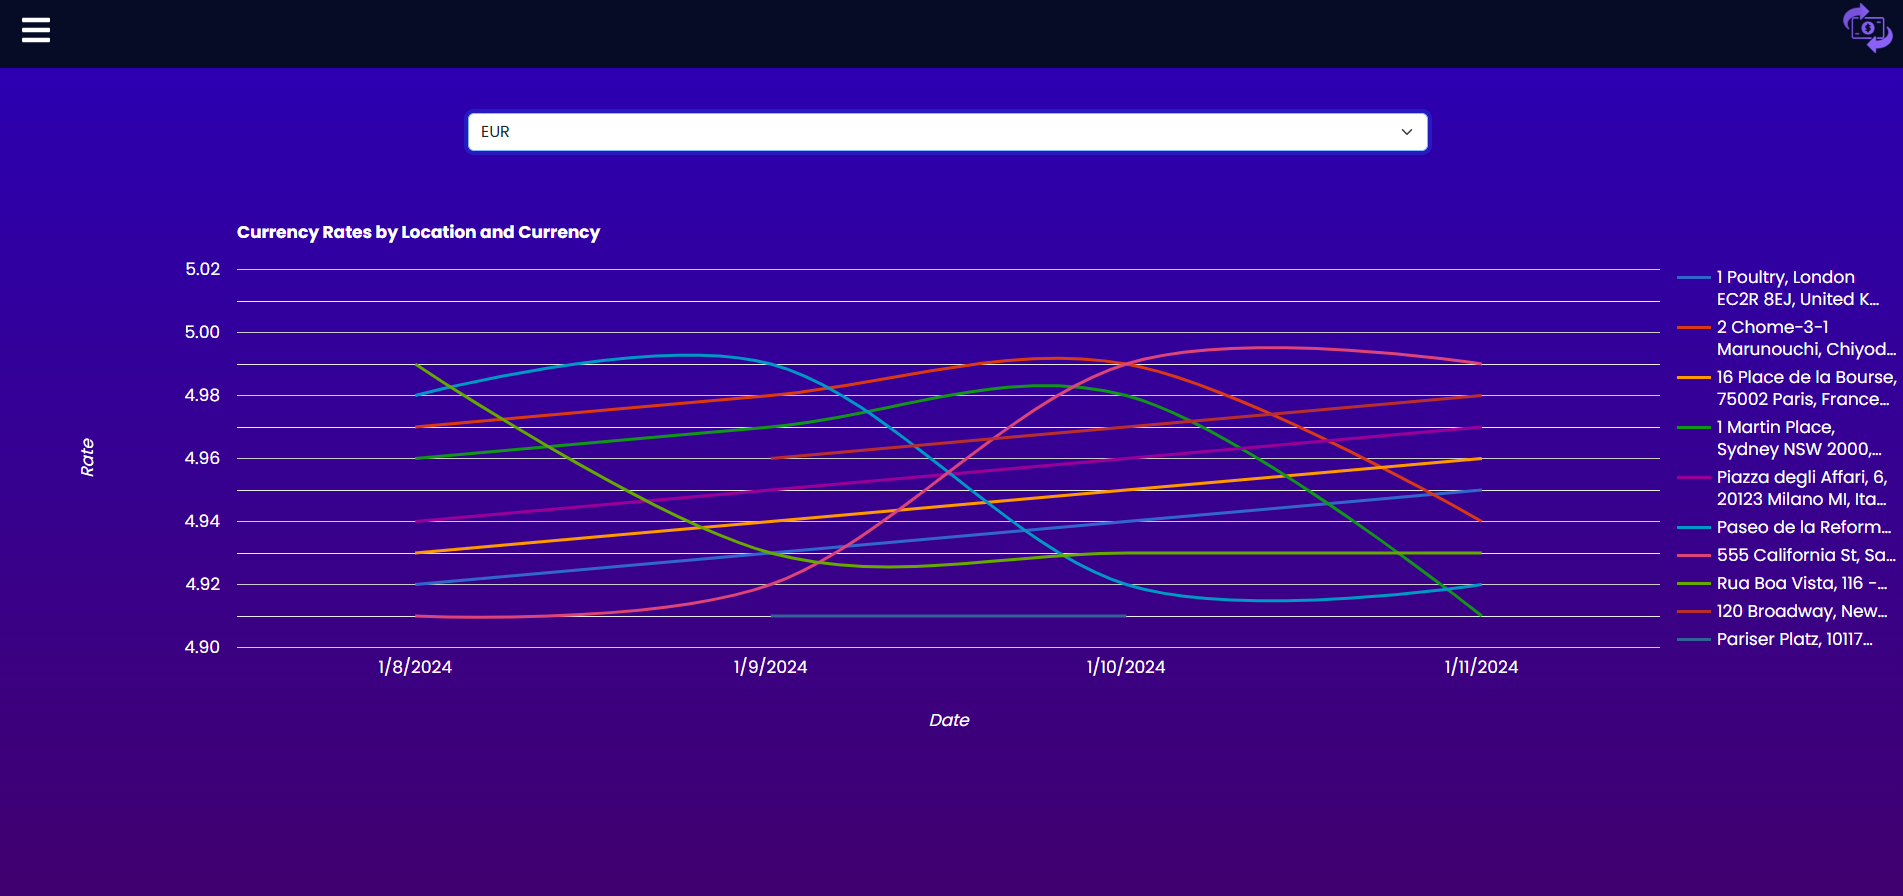 EUR
Currency Rates by Location and Currency
5.02
5.00
4.98
4.96
4.94
4.92
4.90
Rate
1/8/2024
1/9/2024
1/10/2024
1/11/2024
Date
1 Poultry, London
EC2R 8EJ, United K...
2 Chome-3-1
Marunouchi, Chiyod...
16 Place de la Bourse,
75002 Paris, France...
1 Martin Place,
Sydney NSW 2000,...
Piazza degli Affari, 6,
20123 Milano MI, Ita...
Paseo de la Reform...
555 California St, Sa...
Rua Boa Vista, 116 -...
120 Broadway, New...
Pariser Platz, 10117...